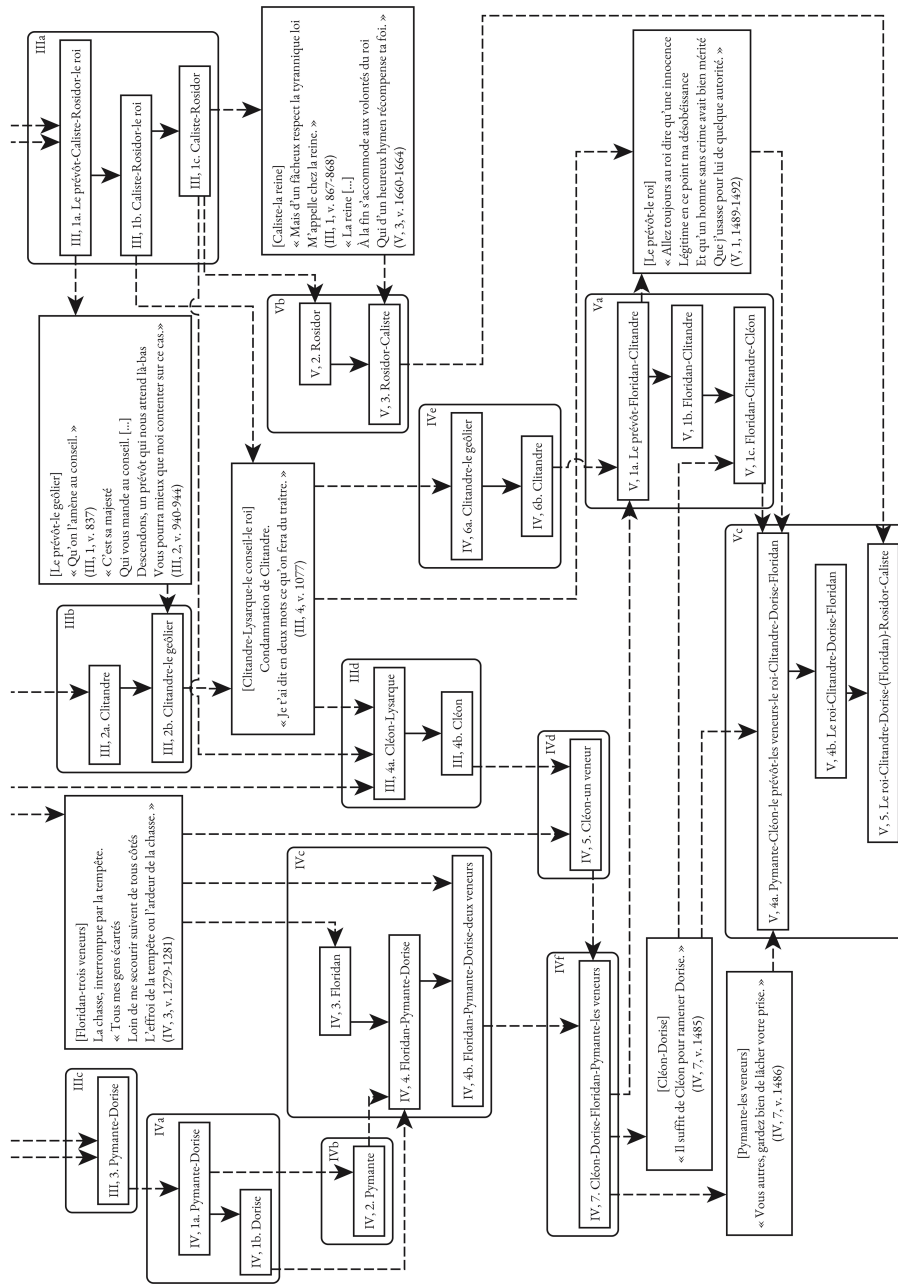 IIIc
III, 3. Pymante-Dorise
IVa
IV, 1a. Pymante-Dorise
IV, 1b. Dorise
IVb
IV, 2. Pymante
[Floridan-trois veneurs]
La chasse, interrompue par la tempête.
« Tous mes gens écartés
Loin de me secourir suivent de tous côtés
L'effroi de la tempête ou l'ardeur de la chasse. »
(IV, 3, v. 1279-1281)
IVc
IV, 3. Floridan
IV, 4. Floridan-Pymante-Dorise
IV, 4b. Floridan-Pymante-Dorise-deux veneurs
IVf
IV, 7. Cléon-Dorise-Floridan-Pymante-les veneurs
[Cléon-Dorise]
« Il suffit de Cléon pour ramener Dorise. »
(IV, 7, v. 1485)
[Pymante-les veneurs]
« Vous autres, gardez bien de lâcher votre prise. »
(IV, 7, v. 1486)
IIIb
III, 2a. Clitandre
III, 2b. Clitandre-le geôlier
[Clitandre-Lysarque-le conseil-le roi]
Condamnation de Clitandre.
« Je t'ai dit en deux mots ce qu'on fera du traître. »
(III, 4, v. 1077)
IIId
III, 4a. Cléon-Lysarque
III, 4b. Cléon
IVd
IV, 5. Cléon-un veneur
[Le prévôt-le geôlier]
« Qu'on l'amène au conseil. »
(III, 1, v. 837)
« C'est sa majesté
Qui vous mande au conseil. [...]
Descendons, un prévôt qui nous attend là-bas
Vous pourra mieux que moi contenter sur ce cas.»
(III, 2, v. 940-944)
IVe
IV, 6a. Clitandre-le geôlier
IV, 6b. Clitandre
IIIa
III, 1a. Le prévôt-Caliste-Rosidor-le roi
III, 1b. Caliste-Rosidor-le roi
III, 1c. Caliste-Rosidor
[Caliste-la reine]
« Mais d'un fâcheux respect la tyrannique loi
M'appelle chez la reine. »
(III, 1, v. 867-868)
« La reine [...]
À la fin s'accommode aux volontés du roi
Qui d'un heureux hymen récompense ta foi. »
(V, 3, v. 1660-1664)
Vb
V, 2. Rosidor
V, 3. Rosidor-Caliste
Va
V, 1a. Le prévôt-Floridan-Clitandre
V, 1b. Floridan-Clitandre
V, 1c. Floridan-Clitandre-Cléon
[Le prévôt-le roi]
« Allez toujours au roi dire qu'une innocence
Légitime en ce point ma désobéissance
Et qu'un homme sans crime avait bien mérité
Que j'usasse pour lui de quelque autorité. »
(V, 1, 1489-1492)
Vc
V, 4a. Pymante-Cléon-le prévôt-les veneurs-le roi-Clitandre-Dorise-Floridan
V, 4b. Le roi-Clitandre-Dorise-Floridan
V, 5. Le roi-Clitandre-Dorise-(Floridan)-Rosidor-Caliste